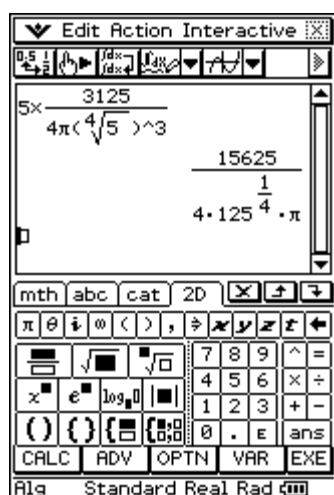 Edit Action Interactive
5×3125/4π(⁴√5 )^3
15625/4·125^1/4·π
mth abc cat 2D
π θ i ∞ ( ) , ⇒ x y z t ←
√■ ■√□ 7 8 9 ^ =
x■ e■ log■□ |■| 4 5 6 × ÷
1 2 3 + -
() {} 0 . E ans
CALC ADV OPTN VAR EXE
Alg Standard Real Rad